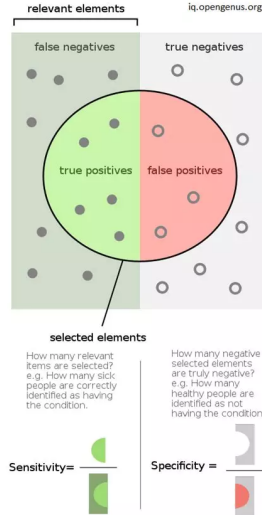 relevant elements
iq.opengenus.org
false negatives
true negatives
true positives
false positives
selected elements
How many relevant
items are selected?
e.g. How many sick
people are correctly
identified as having
the condition.
How many negative
selected elements
are truly negative?
e.g. How many
healthy people are
identified as not
having the condition
Sensitivity=
Specificity =